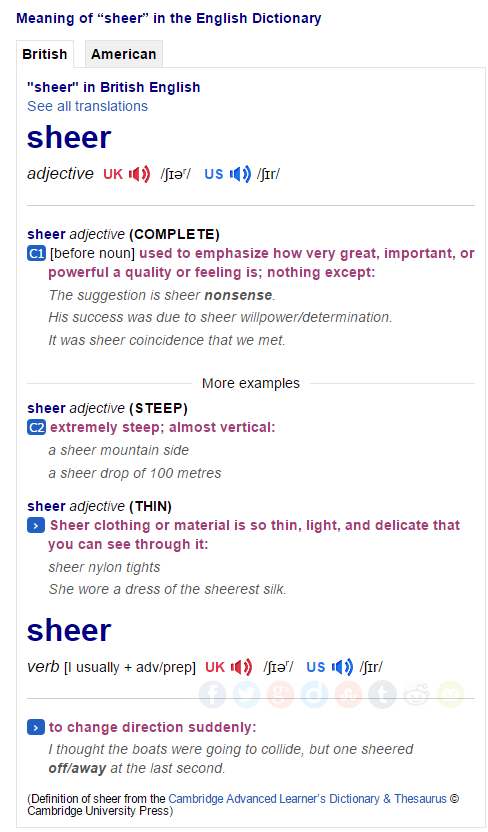 Meaning of “sheer” in the English Dictionary
British
American
"sheer" in British English
See all translations
sheer
adjective UK /ʃɪəʳ/ US /ʃɪr/
sheer adjective (COMPLETE)
C1 [before noun] used to emphasize how very great, important, or
powerful a quality or feeling is; nothing except:
The suggestion is sheer nonsense.
His success was due to sheer willpower/determination.
It was sheer coincidence that we met.
More examples
sheer adjective (STEEP)
C2 extremely steep; almost vertical:
a sheer mountain side
a sheer drop of 100 metres
sheer adjective (THIN)
› Sheer clothing or material is so thin, light, and delicate that
you can see through it:
sheer nylon tights
She wore a dress of the sheerest silk.
sheer
verb [I usually + adv/prep] UK /ʃɪəʳ/ US /ʃɪr/
› to change direction suddenly:
I thought the boats were going to collide, but one sheered
off/away at the last second.
(Definition of sheer from the Cambridge Advanced Learner’s Dictionary & Thesaurus ©
Cambridge University Press)